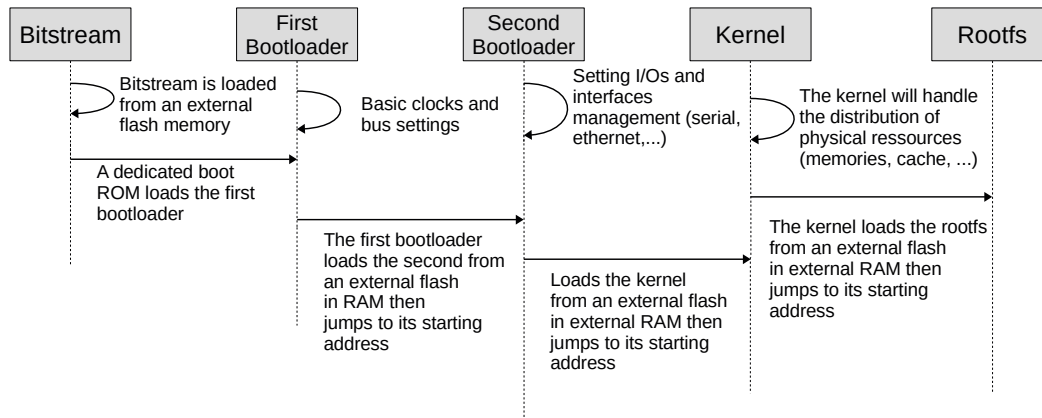 Bitstream
First
Bootloader
Second
Bootloader
Kernel
Rootfs
Bitstream is loaded
from an external
flash memory
Basic clocks and
bus settings
Setting I/Os and
interfaces
management (serial,
ethernet,...)
The kernel will handle
the distribution of
physical ressources
(memories, cache, ...)
A dedicated boot
ROM loads the first
bootloader
The first bootloader
loads the second from
an external flash
in RAM then
jumps to its starting
address
Loads the kernel
from an external flash
in external RAM then
jumps to its starting
address
The kernel loads the rootfs
from an external flash
in external RAM then
jumps to its starting
address